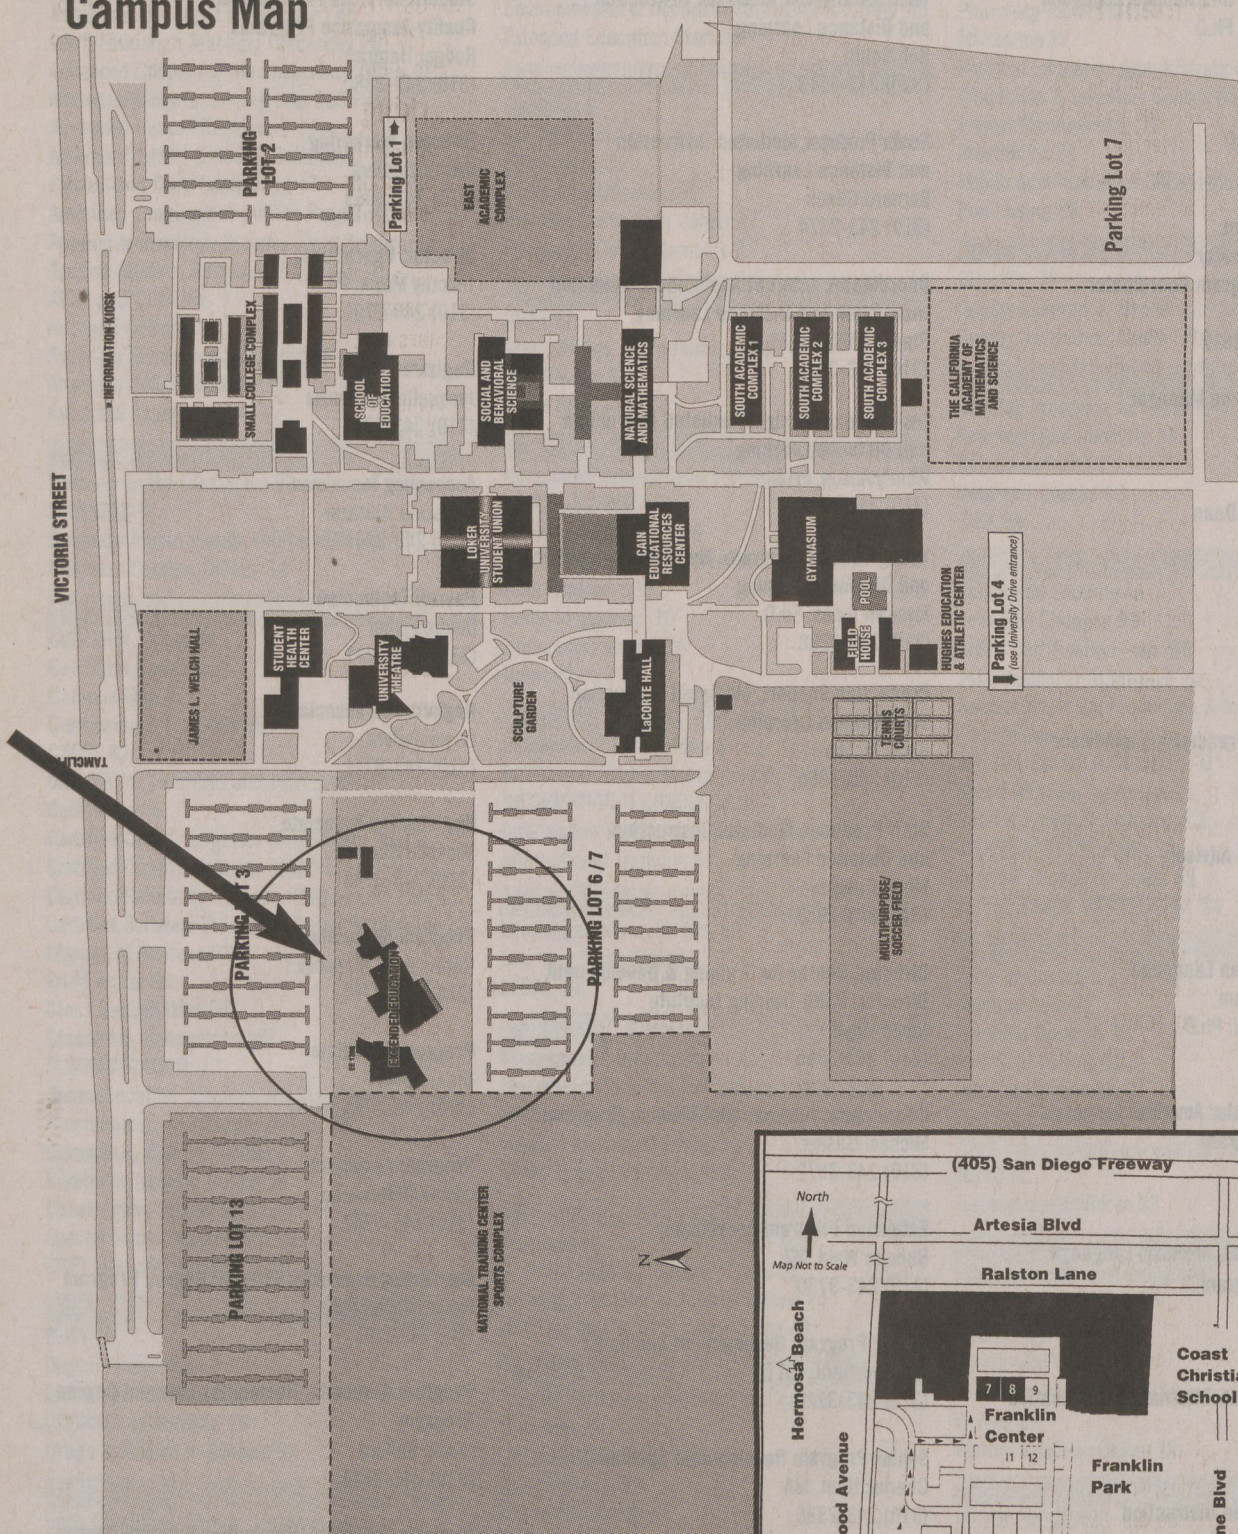 Campus Map
PARKING
LOT 2
Parking Lot 1
EAST
ACADEMIC
COMPLEX
Parking Lot 7
INFORMATION KIOSK
SMALL COLLEGE COMPLEX
SCHOOL
OF
EDUCATION
SOCIAL AND
BEHAVIORAL
SCIENCE
NATURAL SCIENCE
AND MATHEMATICS
SOUTH ACADEMIC
COMPLEX 1
SOUTH ACADEMIC
COMPLEX 2
SOUTH ACADEMIC
COMPLEX 3
THE CALIFORNIA
ACADEMY OF
MATHEMATICS
AND SCIENCE
VICTORIA STREET
LOKER
UNIVERSITY
STUDENT UNION
CAIN
EDUCATIONAL
RESOURCES
CENTER
GYMNASIUM
POOL
FIELD
HOUSE
HUGHES EDUCATION
& ATHLETIC CENTER
Parking Lot 4
(use University Drive entrance)
JAMES L. WELCH HALL
STUDENT
HEALTH
CENTER
UNIVERSITY
THEATRE
SCULPTURE
GARDEN
LaCORTE HALL
TENNIS
COURTS
TAMCLIFF
PARKING LOT 3
EXTENDED EDUCATION
PARKING LOT 6 / 7
MULTIPURPOSE/
SOCCER FIELD
PARKING LOT 13
NATIONAL TRAINING CENTER
SPORTS COMPLEX
N
(405) San Diego Freeway
North
Map Not to Scale
Artesia Blvd
Ralston Lane
Hermosa Beach
Coast
Christia
School
7 8 9
Franklin
Center
11 12
Franklin
Park
ood Avenue
ne Blvd